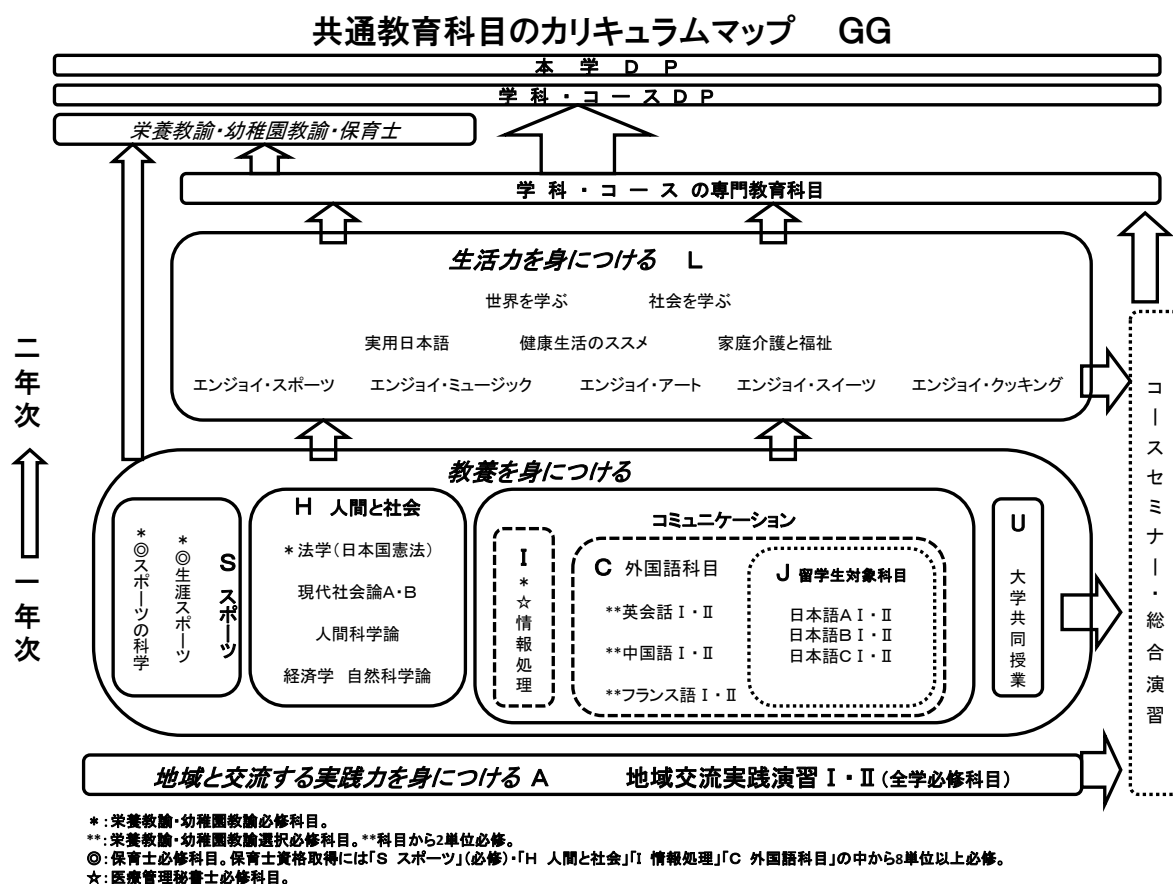 共通教育科目のカリキュラムマップ　GG
本　学　D　P
学科・コースDP
栄養教諭・幼稚園教諭・保育士
学 科 ・ コ ー ス の専門教育科目
生活力を身につける　L
世界を学ぶ　社会を学ぶ
実用日本語　健康生活のススメ　家庭介護と福祉
エンジョイ・スポーツ　エンジョイ・ミュージック　エンジョイ・アート　エンジョイ・スイーツ　エンジョイ・クッキング
二年次
一年次
教養を身につける
S スポーツ
*◎生涯スポーツ
*◎スポーツの科学
H 人間と社会
*法学(日本国憲法)
現代社会論A・B
人間科学論
経済学　自然科学論
コミュニケーション
I *☆情報処理
C 外国語科目
**英会話Ⅰ・Ⅱ
**中国語Ⅰ・Ⅱ
**フランス語Ⅰ・Ⅱ
J 留学生対象科目
日本語AⅠ・Ⅱ
日本語BⅠ・Ⅱ
日本語CⅠ・Ⅱ
U 大学共同授業
コースセミナー・総合演習
地域と交流する実践力を身につける A　地域交流実践演習Ⅰ・Ⅱ(全学必修科目)
*:栄養教諭・幼稚園教諭必修科目。
**:栄養教諭・幼稚園教諭選択必修科目。**科目から2単位必修。
◎:保育士必修科目。保育士資格取得には「S スポーツ」(必修)・「H 人間と社会」「I 情報処理」「C 外国語科目」の中から8単位以上必修。
☆:医療管理秘書士必修科目。